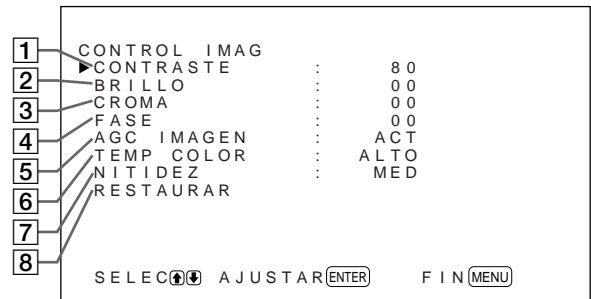 CONTROL IMAG
1 ▶CONTRASTE : 80
2 BRILLO : 00
3 CROMA : 00
4 FASE : 00
5 AGC IMAGEN : ACT
6 TEMP COLOR : ALTO
7 NITIDEZ : MED
8 RESTAURAR
SELEC⬆⬇ AJUSTAR ENTER FIN MENU